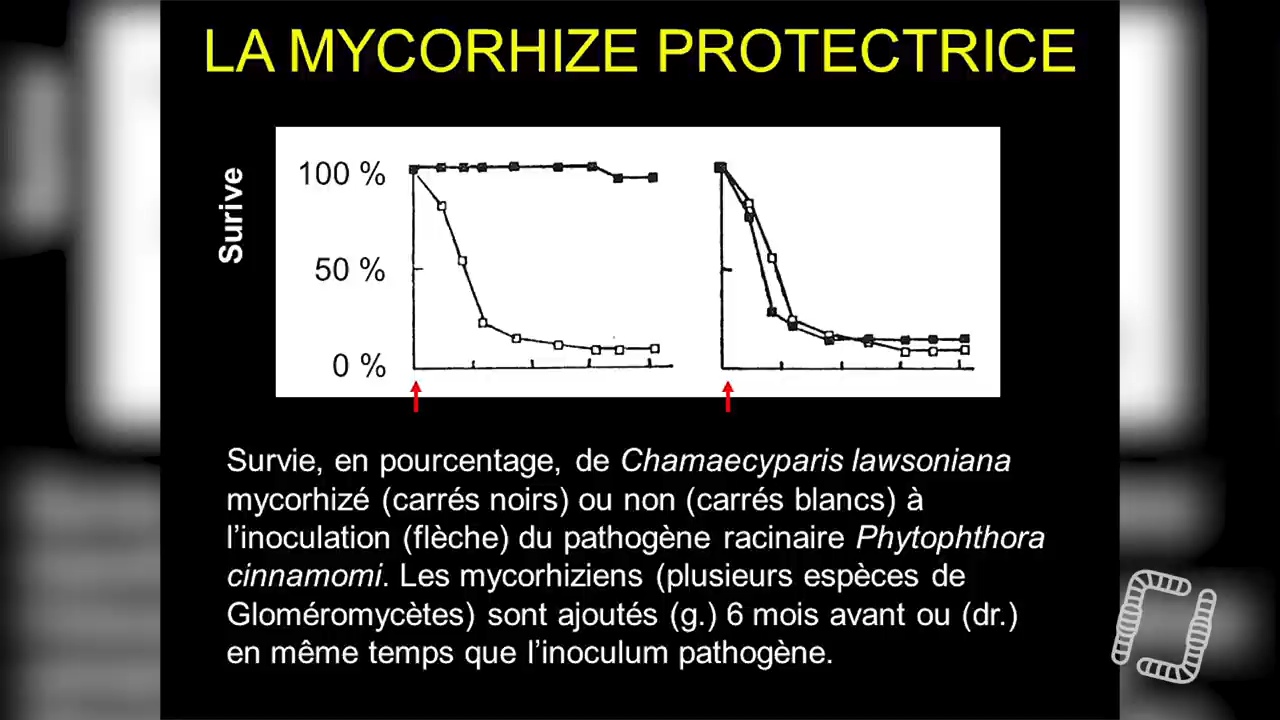 LA MYCORHIZE PROTECTRICE
Surive
100 %
50 %
0 %
Survie, en pourcentage, de Chamaecyparis lawsoniana
mycorhizé (carrés noirs) ou non (carrés blancs) à
l’inoculation (flèche) du pathogène racinaire Phytophthora
cinnamomi. Les mycorhiziens (plusieurs espèces de
Gloméromycètes) sont ajoutés (g.) 6 mois avant ou (dr.)
en même temps que l’inoculum pathogène.